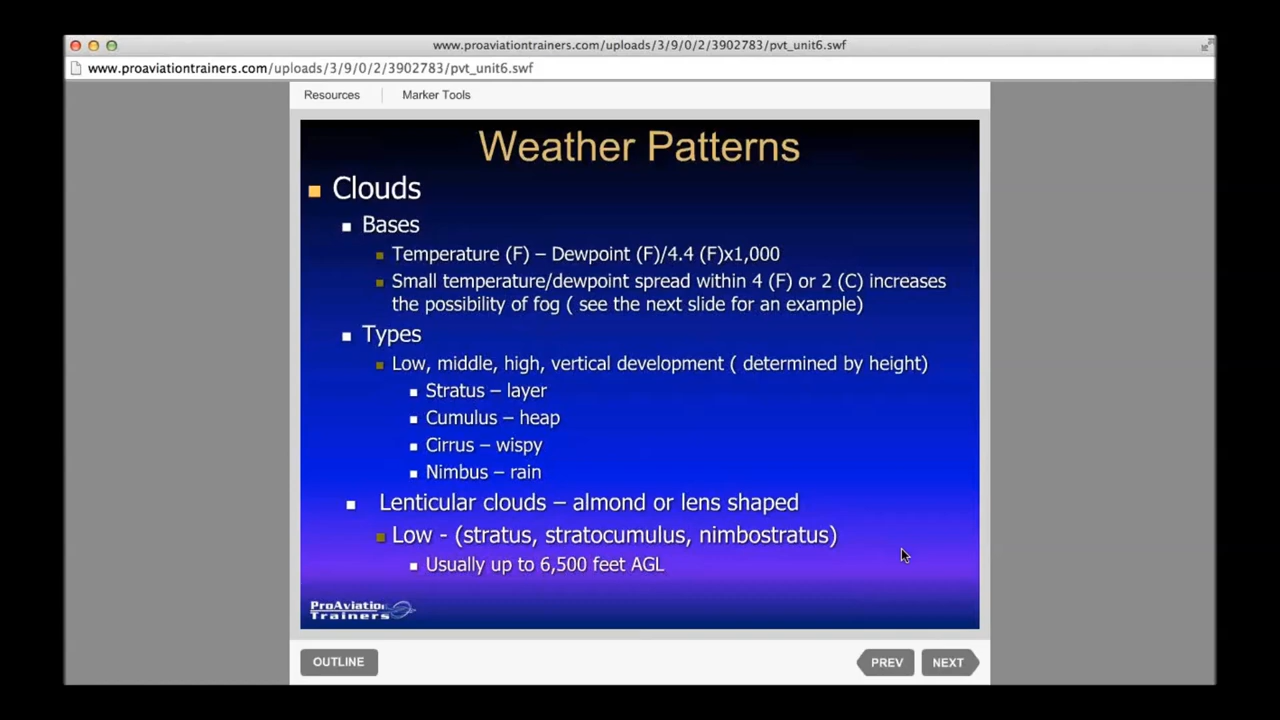 www.proaviationtrainers.com/uploads/3/9/0/2/3902783/pvt_unit6.swf
www.proaviationtrainers.com/uploads/3/9/0/2/3902783/pvt_unit6.swf
Resources
Marker Tools
Weather Patterns
Clouds
Bases
Temperature (F) – Dewpoint (F)/4.4 (F)x1,000
Small temperature/dewpoint spread within 4 (F) or 2 (C) increases
the possibility of fog ( see the next slide for an example)
Types
Low, middle, high, vertical development ( determined by height)
Stratus – layer
Cumulus – heap
Cirrus – wispy
Nimbus – rain
Lenticular clouds – almond or lens shaped
Low - (stratus, stratocumulus, nimbostratus)
Usually up to 6,500 feet AGL
ProAviation
Trainers
OUTLINE
PREV
NEXT